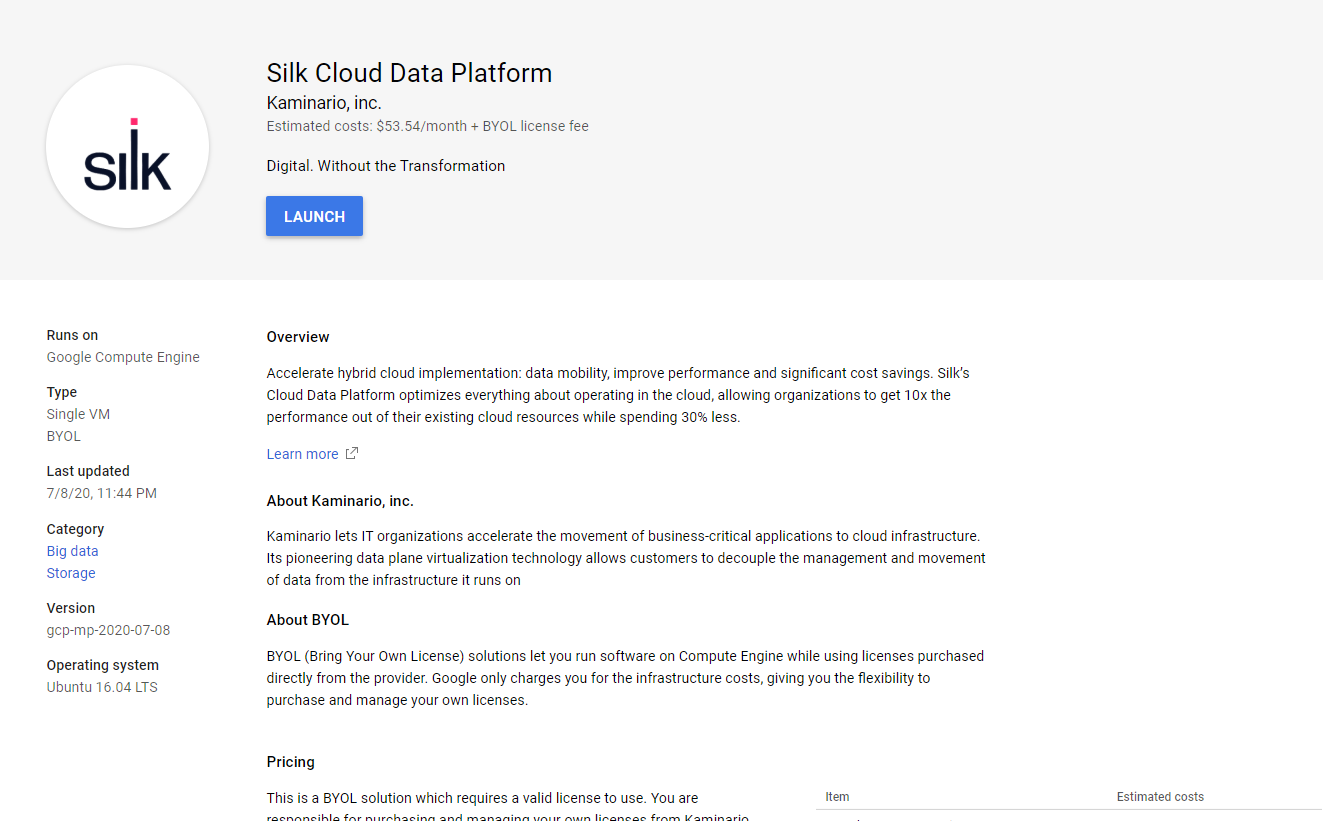 silk
Silk Cloud Data Platform
Kaminario, inc.
Estimated costs: $53.54/month + BYOL license fee
Digital. Without the Transformation
LAUNCH
Runs on
Google Compute Engine
Type
Single VM
BYOL
Last updated
7/8/20, 11:44 PM
Category
Big data
Storage
Version
gcp-mp-2020-07-08
Operating system
Ubuntu 16.04 LTS
Overview
Accelerate hybrid cloud implementation: data mobility, improve performance and significant cost savings. Silk’s
Cloud Data Platform optimizes everything about operating in the cloud, allowing organizations to get 10x the
performance out of their existing cloud resources while spending 30% less.
Learn more
About Kaminario, inc.
Kaminario lets IT organizations accelerate the movement of business-critical applications to cloud infrastructure.
Its pioneering data plane virtualization technology allows customers to decouple the management and movement
of data from the infrastructure it runs on
About BYOL
BYOL (Bring Your Own License) solutions let you run software on Compute Engine while using licenses purchased
directly from the provider. Google only charges you for the infrastructure costs, giving you the flexibility to
purchase and manage your own licenses.
Pricing
This is a BYOL solution which requires a valid license to use. You are
responsible for purchasing and managing your own licenses from Kaminario
Item Estimated costs